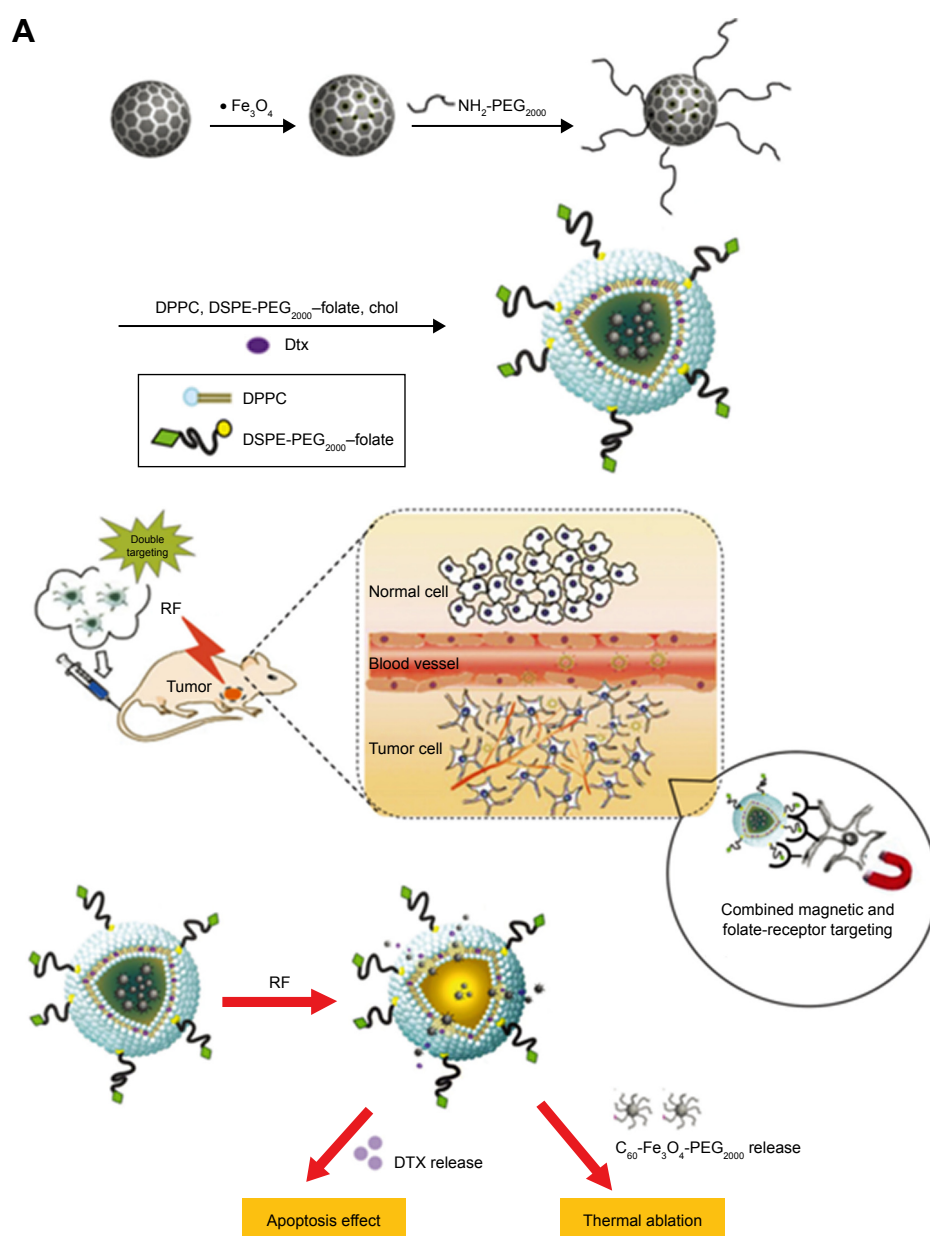 A
• Fe₃O₄
NH₂-PEG₂₀₀₀
DPPC, DSPE-PEG₂₀₀₀–folate, chol
Dtx
DPPC
DSPE-PEG₂₀₀₀–folate
Double
targeting
RF
Tumor
Normal cell
Blood vessel
Tumor cell
Combined magnetic and
folate-receptor targeting
RF
DTX release
C₆₀-Fe₃O₄-PEG₂₀₀₀ release
Apoptosis effect
Thermal ablation